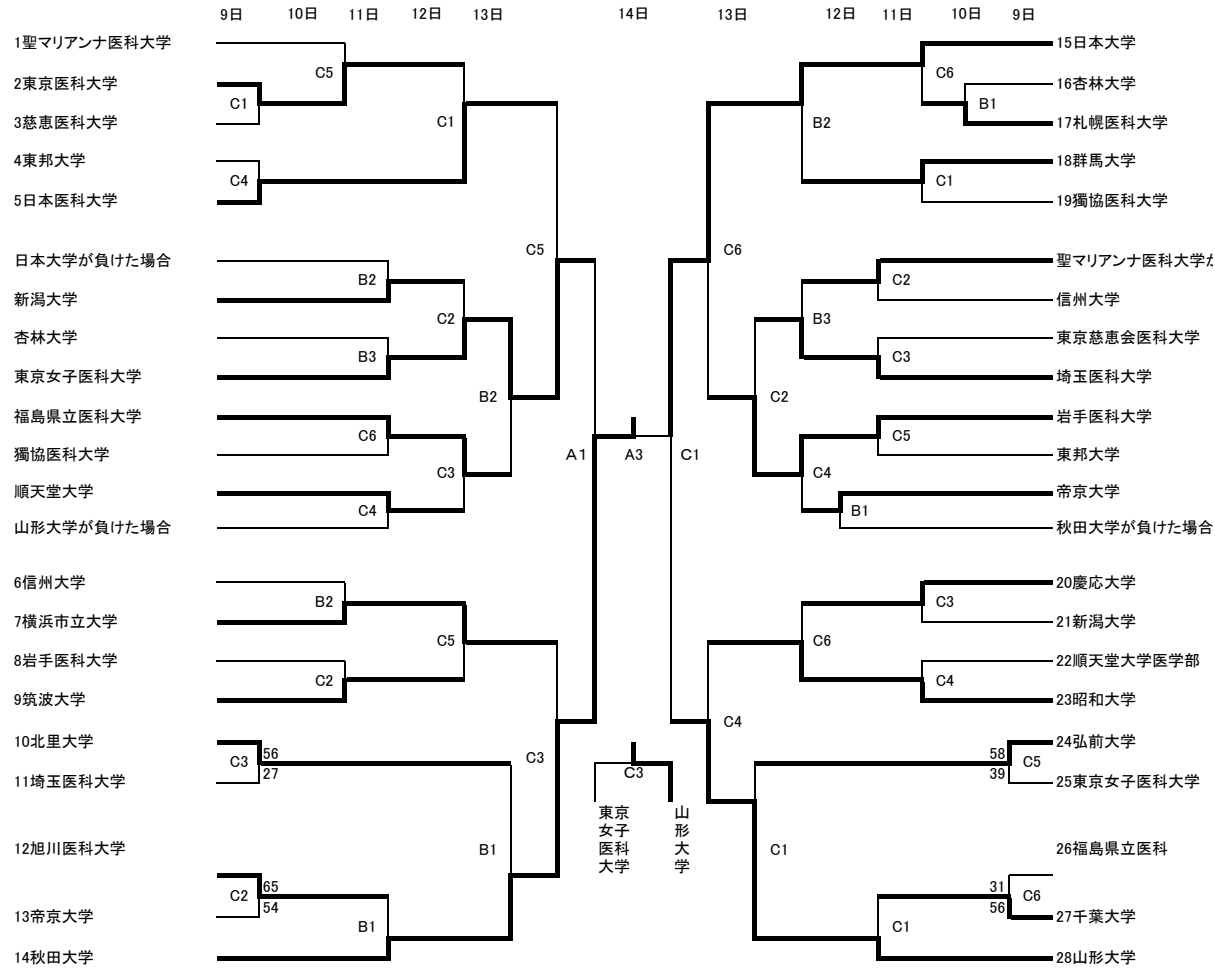 9日 10日 11日 12日 13日 14日 13日 12日 11日 10日 9日
1聖マリアンナ医科大学
C5
2東京医科大学
C1
3慈恵医科大学
C1
4東邦大学
C4
5日本医科大学
C5
日本大学が負けた場合
B2
新潟大学
C2
杏林大学
B3
東京女子医科大学
B2
福島県立医科大学
C6
獨協医科大学
C3
順天堂大学
C4
山形大学が負けた場合
A1
6信州大学
B2
7横浜市立大学
C5
8岩手医科大学
C2
9筑波大学
C3
10北里大学
C3
56
27
11埼玉医科大学
B1
12旭川医科大学
C2
65
54
13帝京大学
B1
14秋田大学
A3
C3
東京
女子
医科
大学
山
形
大
学
15日本大学
C6
16杏林大学
B1
17札幌医科大学
B2
18群馬大学
C1
19獨協医科大学
C6
聖マリアンナ医科大学が
C2
信州大学
B3
東京慈恵会医科大学
C3
埼玉医科大学
C2
岩手医科大学
C5
東邦大学
C4
帝京大学
B1
秋田大学が負けた場合
C1
20慶応大学
C3
21新潟大学
C6
22順天堂大学医学部
C4
23昭和大学
C4
24弘前大学
58
39
C5
25東京女子医科大学
C1
26福島県立医科
31
56
C6
27千葉大学
C1
28山形大学